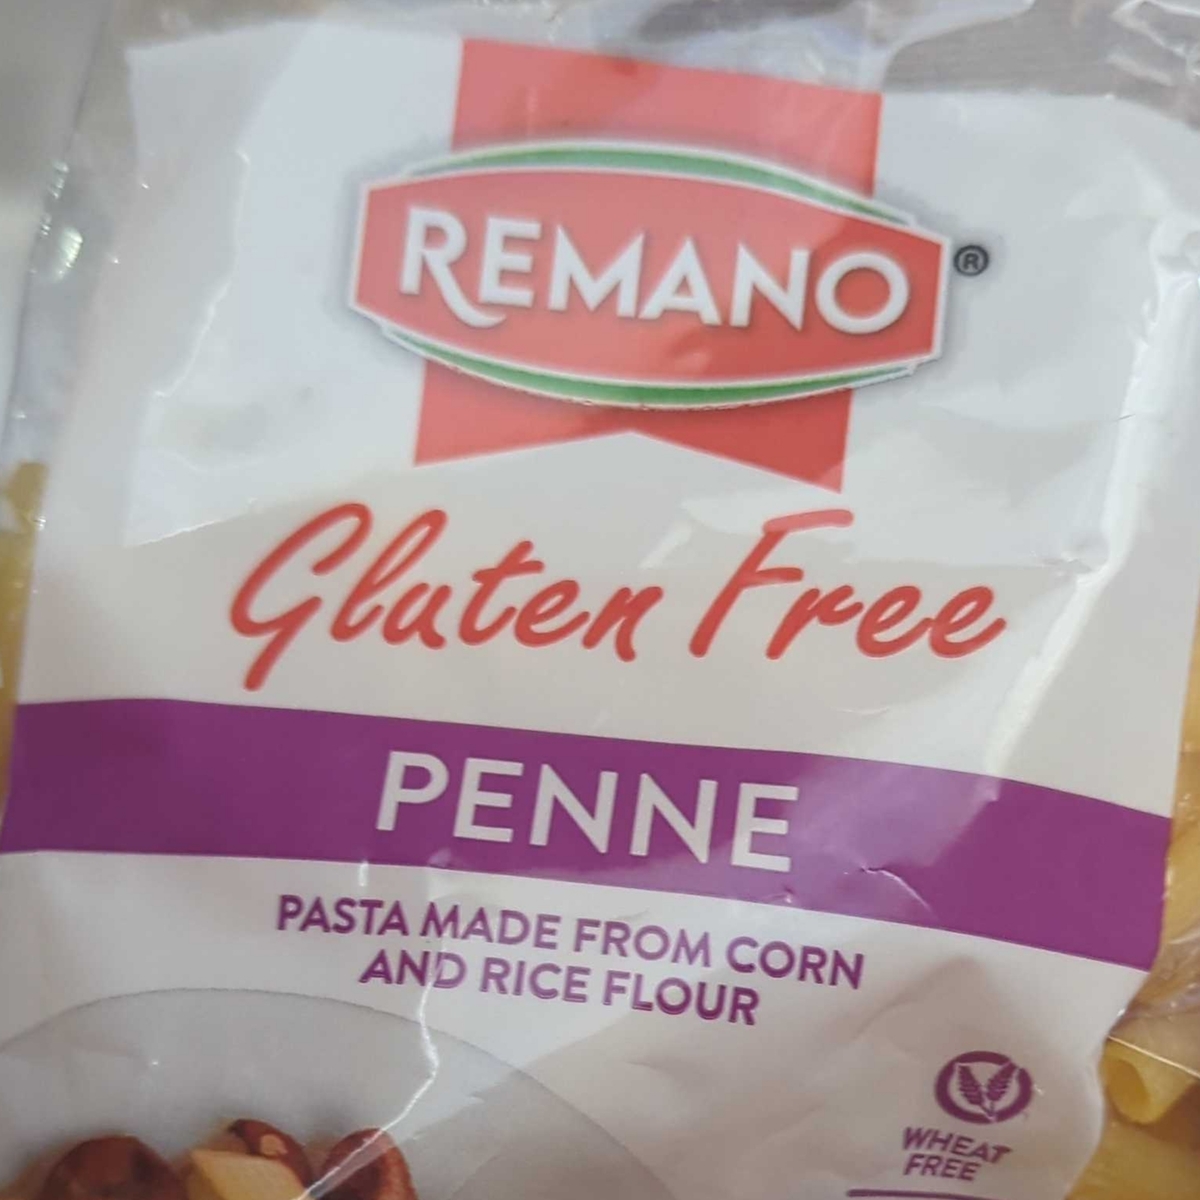 REMANO®
Gluten Free
PENNE
PASTA MADE FROM CORN
AND RICE FLOUR
WHEAT
FREE